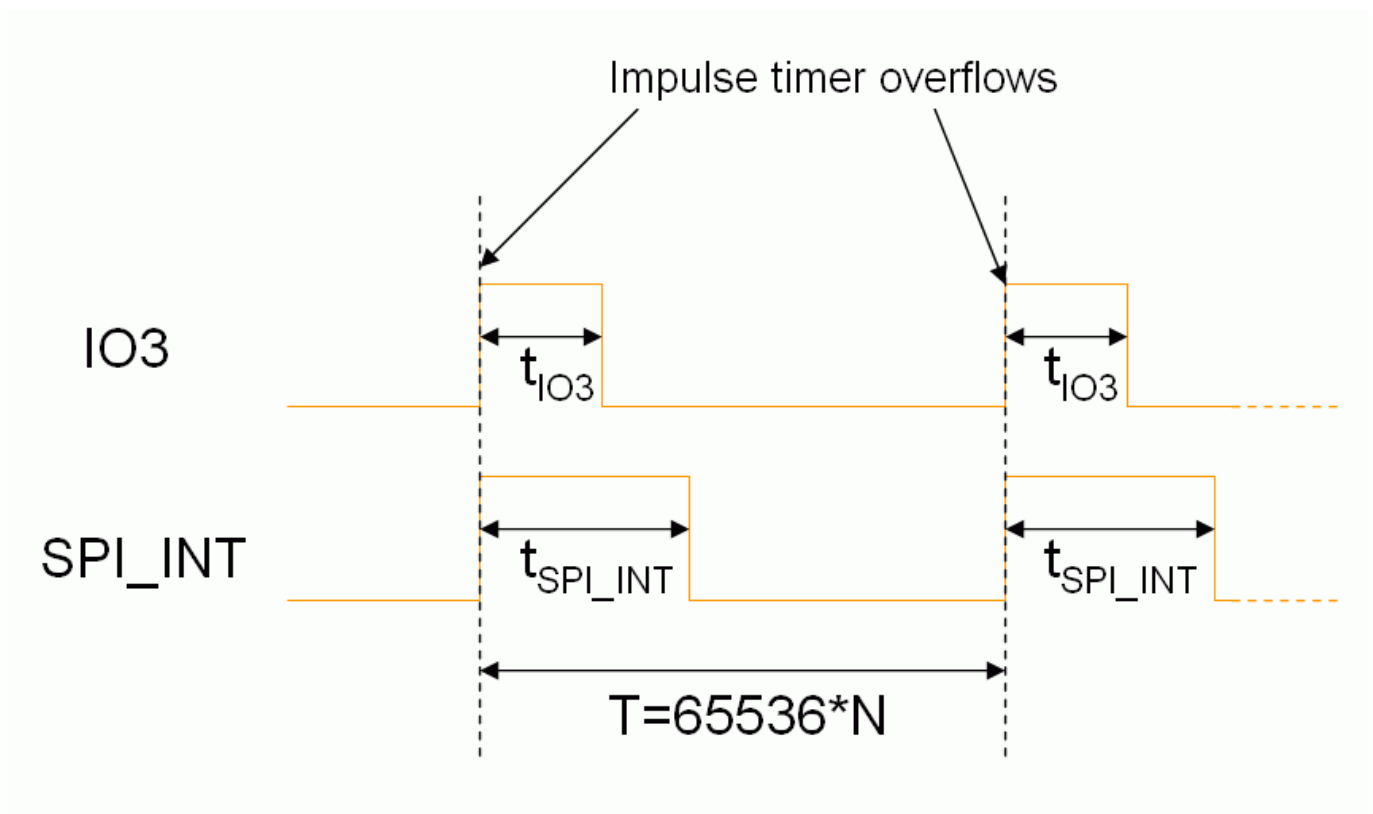 Impulse timer overflows
IO3
tIO3
tIO3
SPI_INT
tSPI_INT
tSPI_INT
T=65536*N